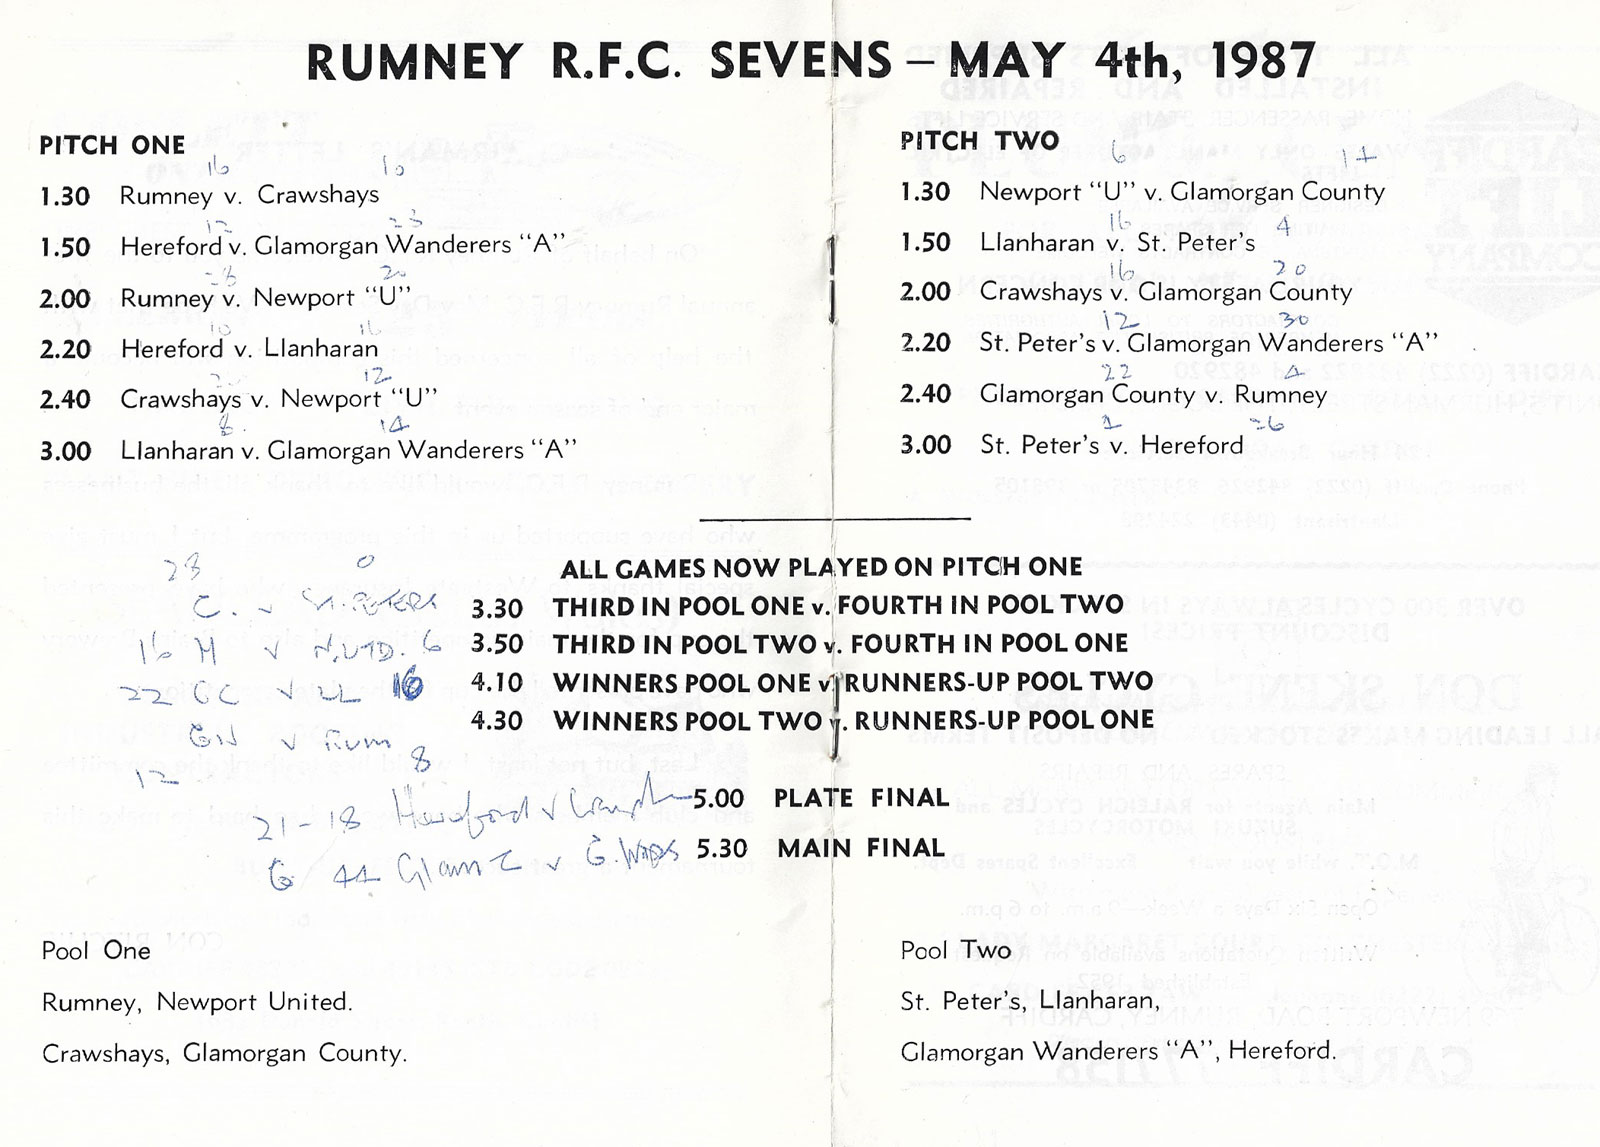 RUMNEY R.F.C. SEVENS – MAY 4th, 1987
PITCH ONE
16 10
1.30 Rumney v. Crawshays
12 23
1.50 Hereford v. Glamorgan Wanderers "A"
28 20
2.00 Rumney v. Newport "U"
10 16
2.20 Hereford v. Llanharan
12
2.40 Crawshays v. Newport "U"
8 14
3.00 Llanharan v. Glamorgan Wanderers "A"
PITCH TWO
6 14
1.30 Newport "U" v. Glamorgan County
16 4
1.50 Llanharan v. St. Peter's
16 20
2.00 Crawshays v. Glamorgan County
12 30
2.20 St. Peter's v. Glamorgan Wanderers "A"
22 4
2.40 Glamorgan County v. Rumney
26
3.00 St. Peter's v. Hereford
ALL GAMES NOW PLAYED ON PITCH ONE
28 0
C. v St. PETERS 3.30 THIRD IN POOL ONE v. FOURTH IN POOL TWO
16 H v N. UTD. 6 3.50 THIRD IN POOL TWO v. FOURTH IN POOL ONE
22 GC v LL 16 4.10 WINNERS POOL ONE v. RUNNERS-UP POOL TWO
GW v Rum 4.30 WINNERS POOL TWO v. RUNNERS-UP POOL ONE
12 8
21-18 Hereford v Crawsh 5.00 PLATE FINAL
6 44 Glam C v G. WDS 5.30 MAIN FINAL
Pool One
Rumney, Newport United.
Crawshays, Glamorgan County.
Pool Two
St. Peter's, Llanharan,
Glamorgan Wanderers "A", Hereford.